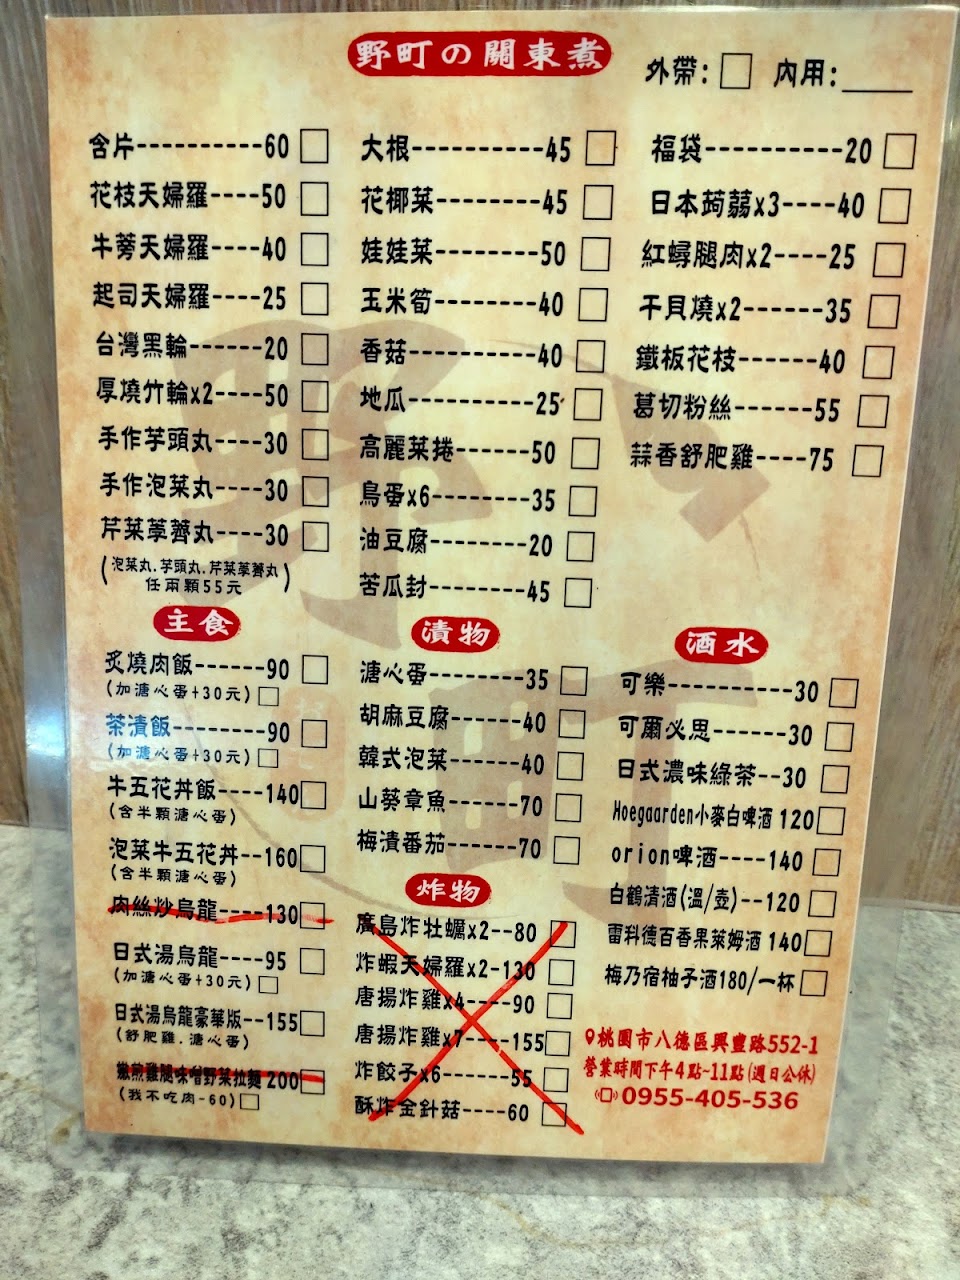 野町の關東煮
外帶:□ 內用:____
含片----------60
花枝天婦羅----50
牛蒡天婦羅----40
起司天婦羅----25
台灣黑輪------20
厚燒竹輪x2----50
手作芋頭丸----30
手作泡菜丸----30
芹菜荸薺丸----30
(泡菜丸.芋頭丸.芹菜荸薺丸
任兩顆55元)
大根----------45
花椰菜--------45
娃娃菜--------50
玉米筍--------40
香菇----------40
地瓜----------25
高麗菜捲------50
鳥蛋x6--------35
油豆腐--------20
苦瓜封--------45
福袋----------20
日本蒟蒻x3----40
紅蟳腿肉x2----25
干貝燒x2------35
鐵板花枝------40
葛切粉絲------55
蒜香舒肥雞----75
主食
炙燒肉飯------90
(加溏心蛋+30元)
茶漬飯--------90
(加溏心蛋+30元)
牛五花丼飯----140
(含半顆溏心蛋)
泡菜牛五花丼--160
(含半顆溏心蛋)
肉絲炒烏龍----130
日式湯烏龍----95
(加溏心蛋+30元)
日式湯烏龍豪華版--155
(舒肥雞.溏心蛋)
嫩煎雞腿味噌野菜拉麵 200
(我不吃肉-60)
漬物
溏心蛋--------35
胡麻豆腐------40
韓式泡菜------40
山葵章魚------70
梅漬番茄------70
炸物
廣島炸牡蠣x2--80
炸蝦天婦羅x2-130
唐揚炸雞x4----90
唐揚炸雞x7----155
炸餃子x6------55
酥炸金針菇----60
酒水
可樂----------30
可爾必思------30
日式濃味綠茶--30
Hoegaarden小麥白啤酒 120
orion啤酒----140
白鶴清酒(溫/壺)--120
雷科德百香果萊姆酒 140
梅乃宿柚子酒180/一杯
桃園市八德區興豐路552-1
營業時間下午4點~11點(週日公休)
0955-405-536
野町